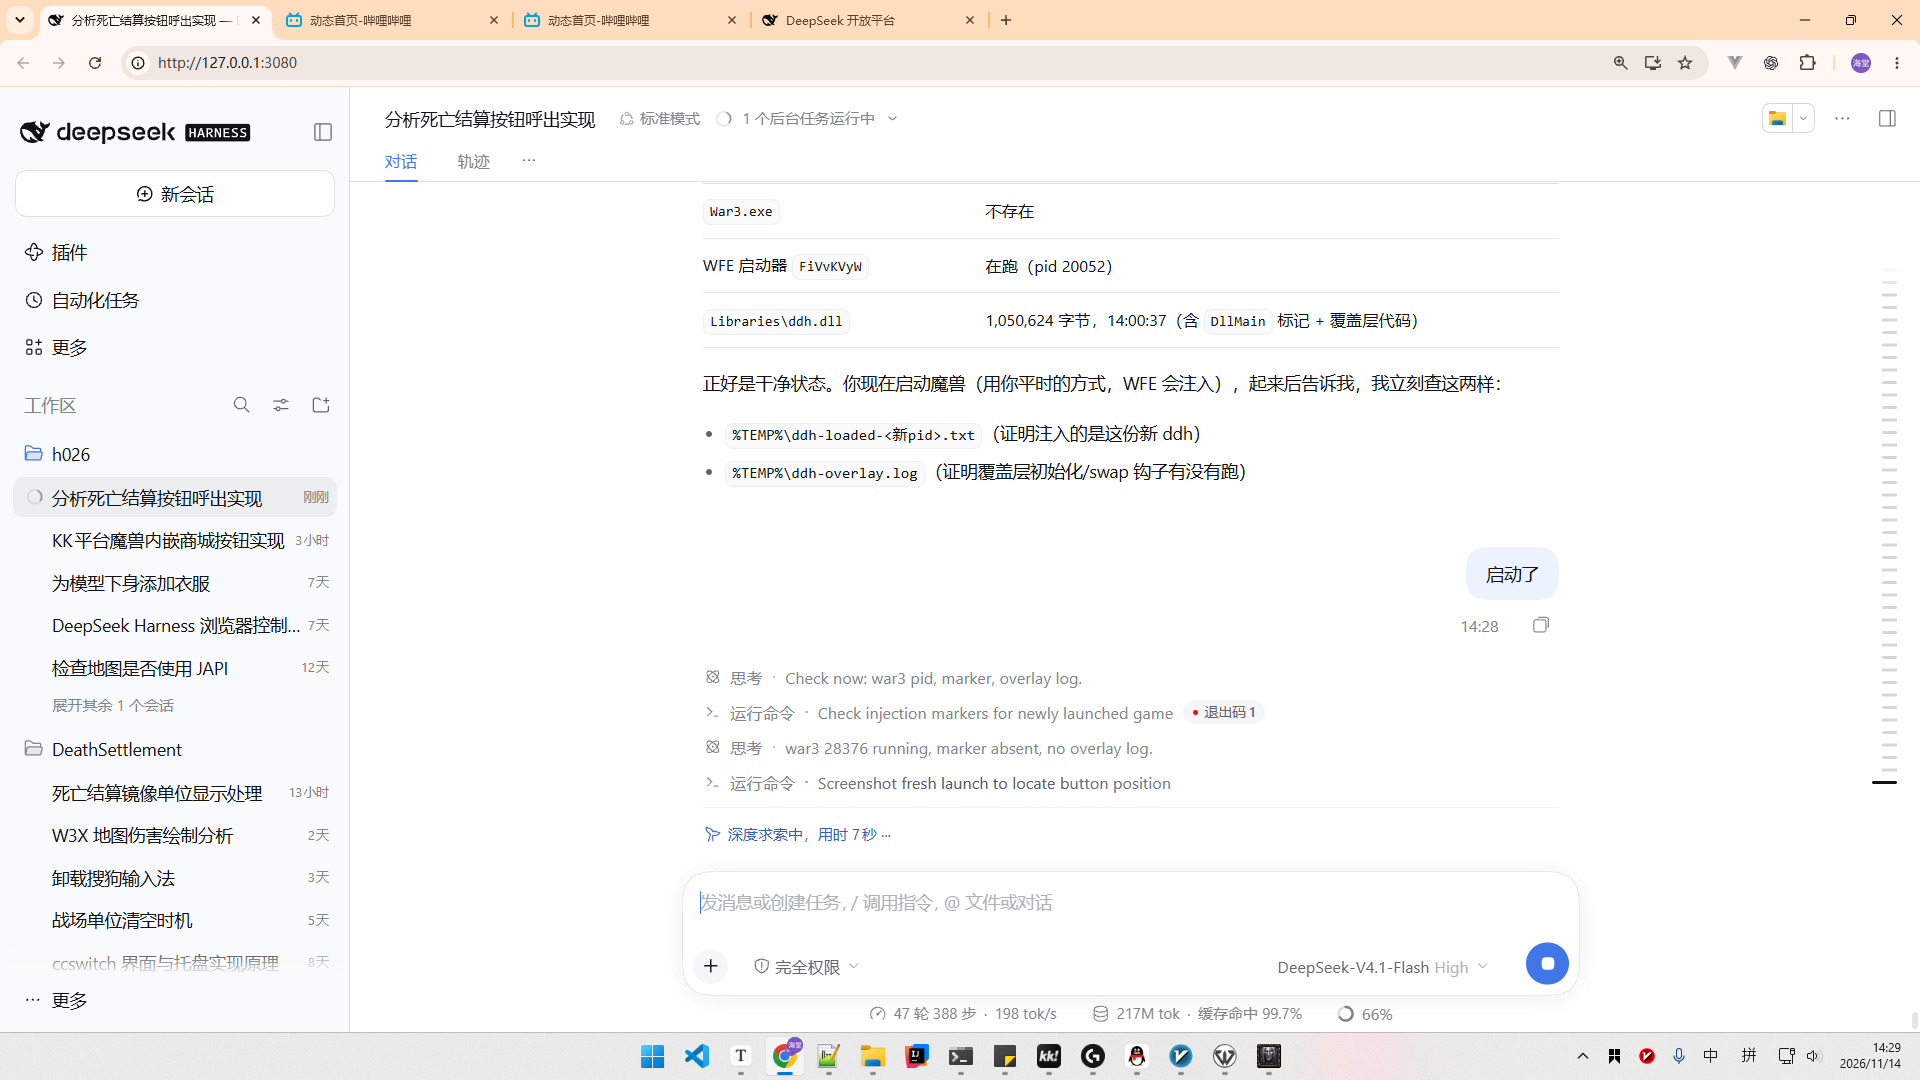 分析死亡结算按钮呼出实现 — D
动态首页-哔哩哔哩
动态首页-哔哩哔哩
DeepSeek 开放平台
http://127.0.0.1:3080
海堂
deepseek HARNESS
新会话
插件
自动化任务
更多
工作区
h026
分析死亡结算按钮呼出实现 刚刚
KK平台魔兽内嵌商城按钮实现 3小时
为模型下身添加衣服 7天
DeepSeek Harness 浏览器控制... 7天
检查地图是否使用 JAPI 12天
展开其余 1 个会话
DeathSettlement
死亡结算镜像单位显示处理 13小时
W3X 地图伤害绘制分析 2天
卸载搜狗输入法 3天
战场单位清空时机 5天
ccswitch 界面与托盘实现原理 8天
更多
分析死亡结算按钮呼出实现 标准模式 1 个后台任务运行中
对话 轨迹 ...
War3.exe 不存在
WFE 启动器 FiVvKVyW 在跑（pid 20052）
Libraries\ddh.dll 1,050,624 字节，14:00:37（含 DllMain 标记 + 覆盖层代码）
正好是干净状态。你现在启动魔兽（用你平时的方式，WFE 会注入），起来后告诉我，我立刻查这两样：
• %TEMP%\ddh-loaded-<新pid>.txt（证明注入的是这份新 ddh）
• %TEMP%\ddh-overlay.log（证明覆盖层初始化/swap 钩子有没有跑）
启动了
14:28
思考 · Check now: war3 pid, marker, overlay log.
运行命令 · Check injection markers for newly launched game 退出码 1
思考 · war3 28376 running, marker absent, no overlay log.
运行命令 · Screenshot fresh launch to locate button position
深度求索中，用时 7秒 ...
发消息或创建任务, / 调用指令, @ 文件或对话
完全权限
DeepSeek-V4.1-Flash High
47 轮 388 步 · 198 tok/s 217M tok · 缓存命中 99.7% 66%
T
海堂
kk!
中
拼
14:29
2026/11/14